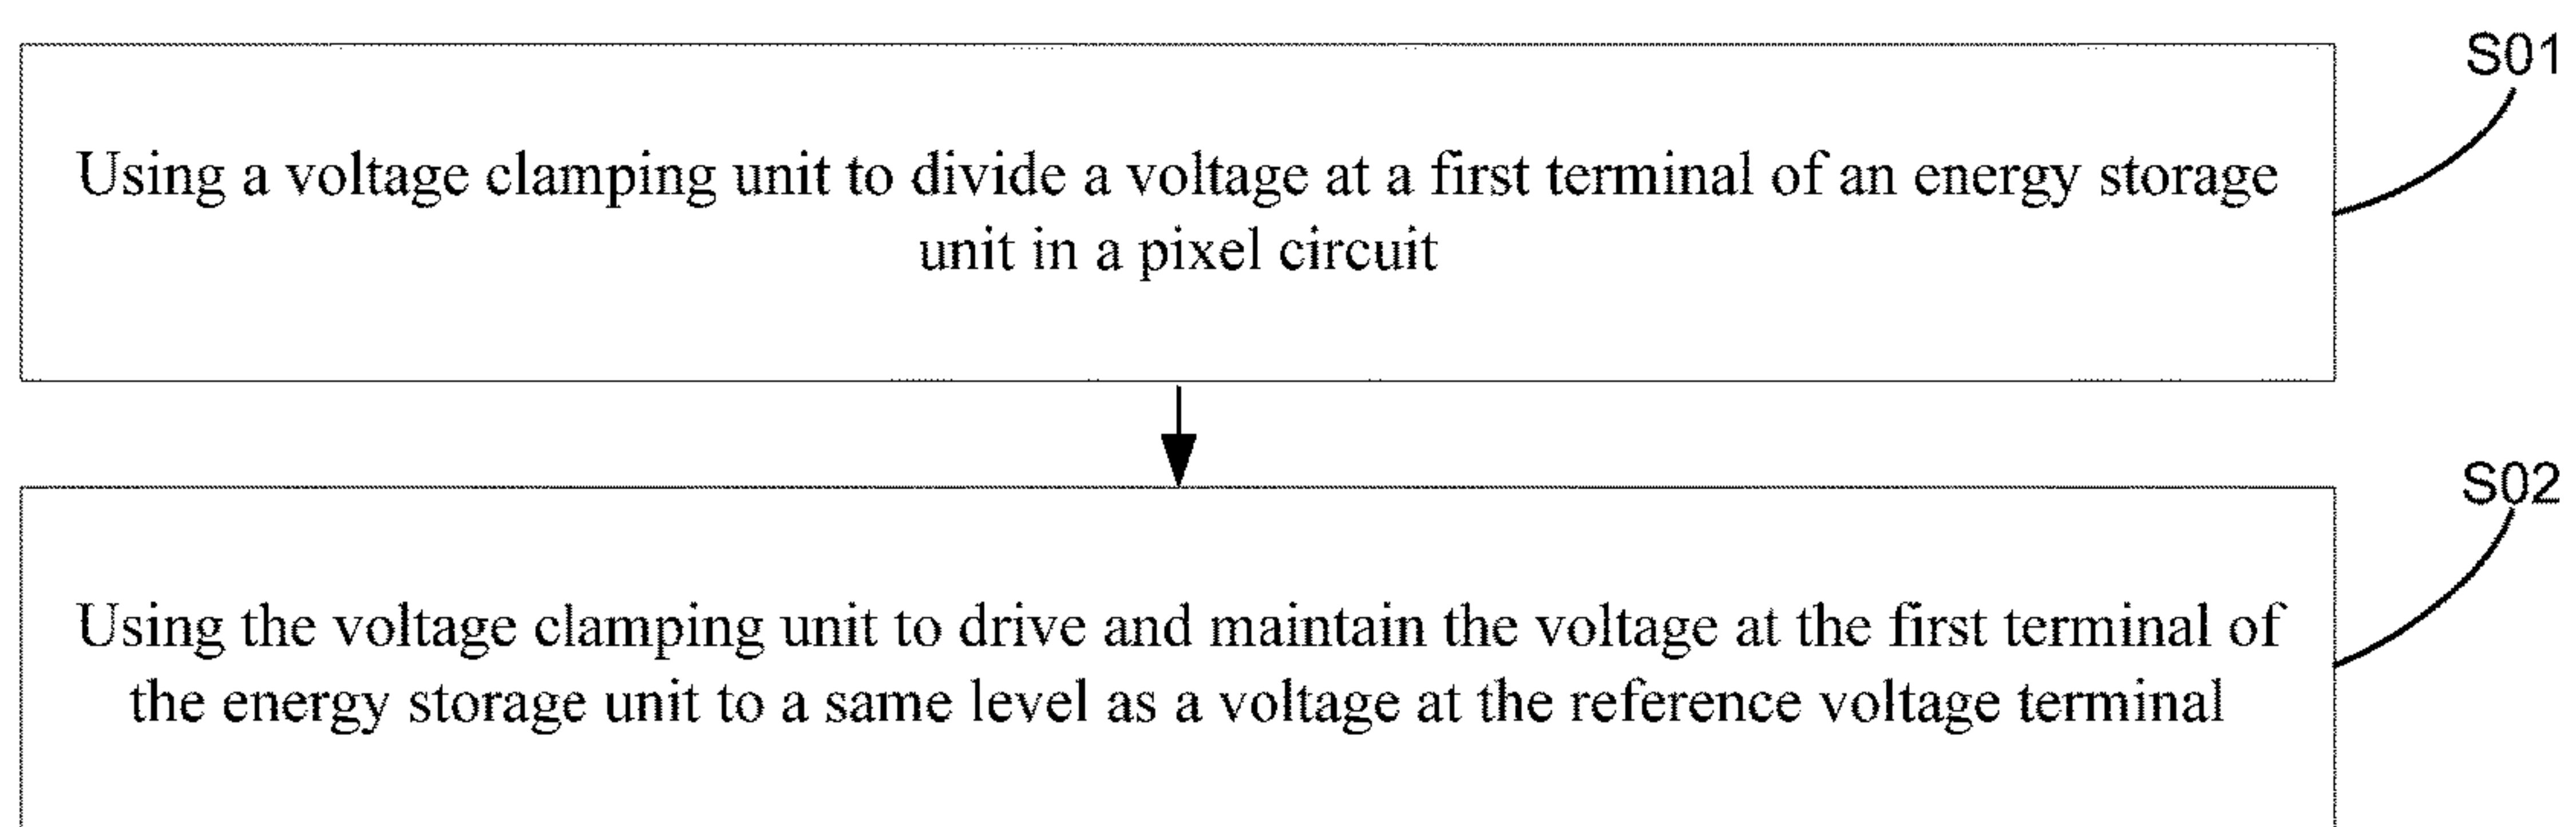 S01
Using a voltage clamping unit to divide a voltage at a first terminal of an energy storage
unit in a pixel circuit
S02
Using the voltage clamping unit to drive and maintain the voltage at the first terminal of
the energy storage unit to a same level as a voltage at the reference voltage terminal